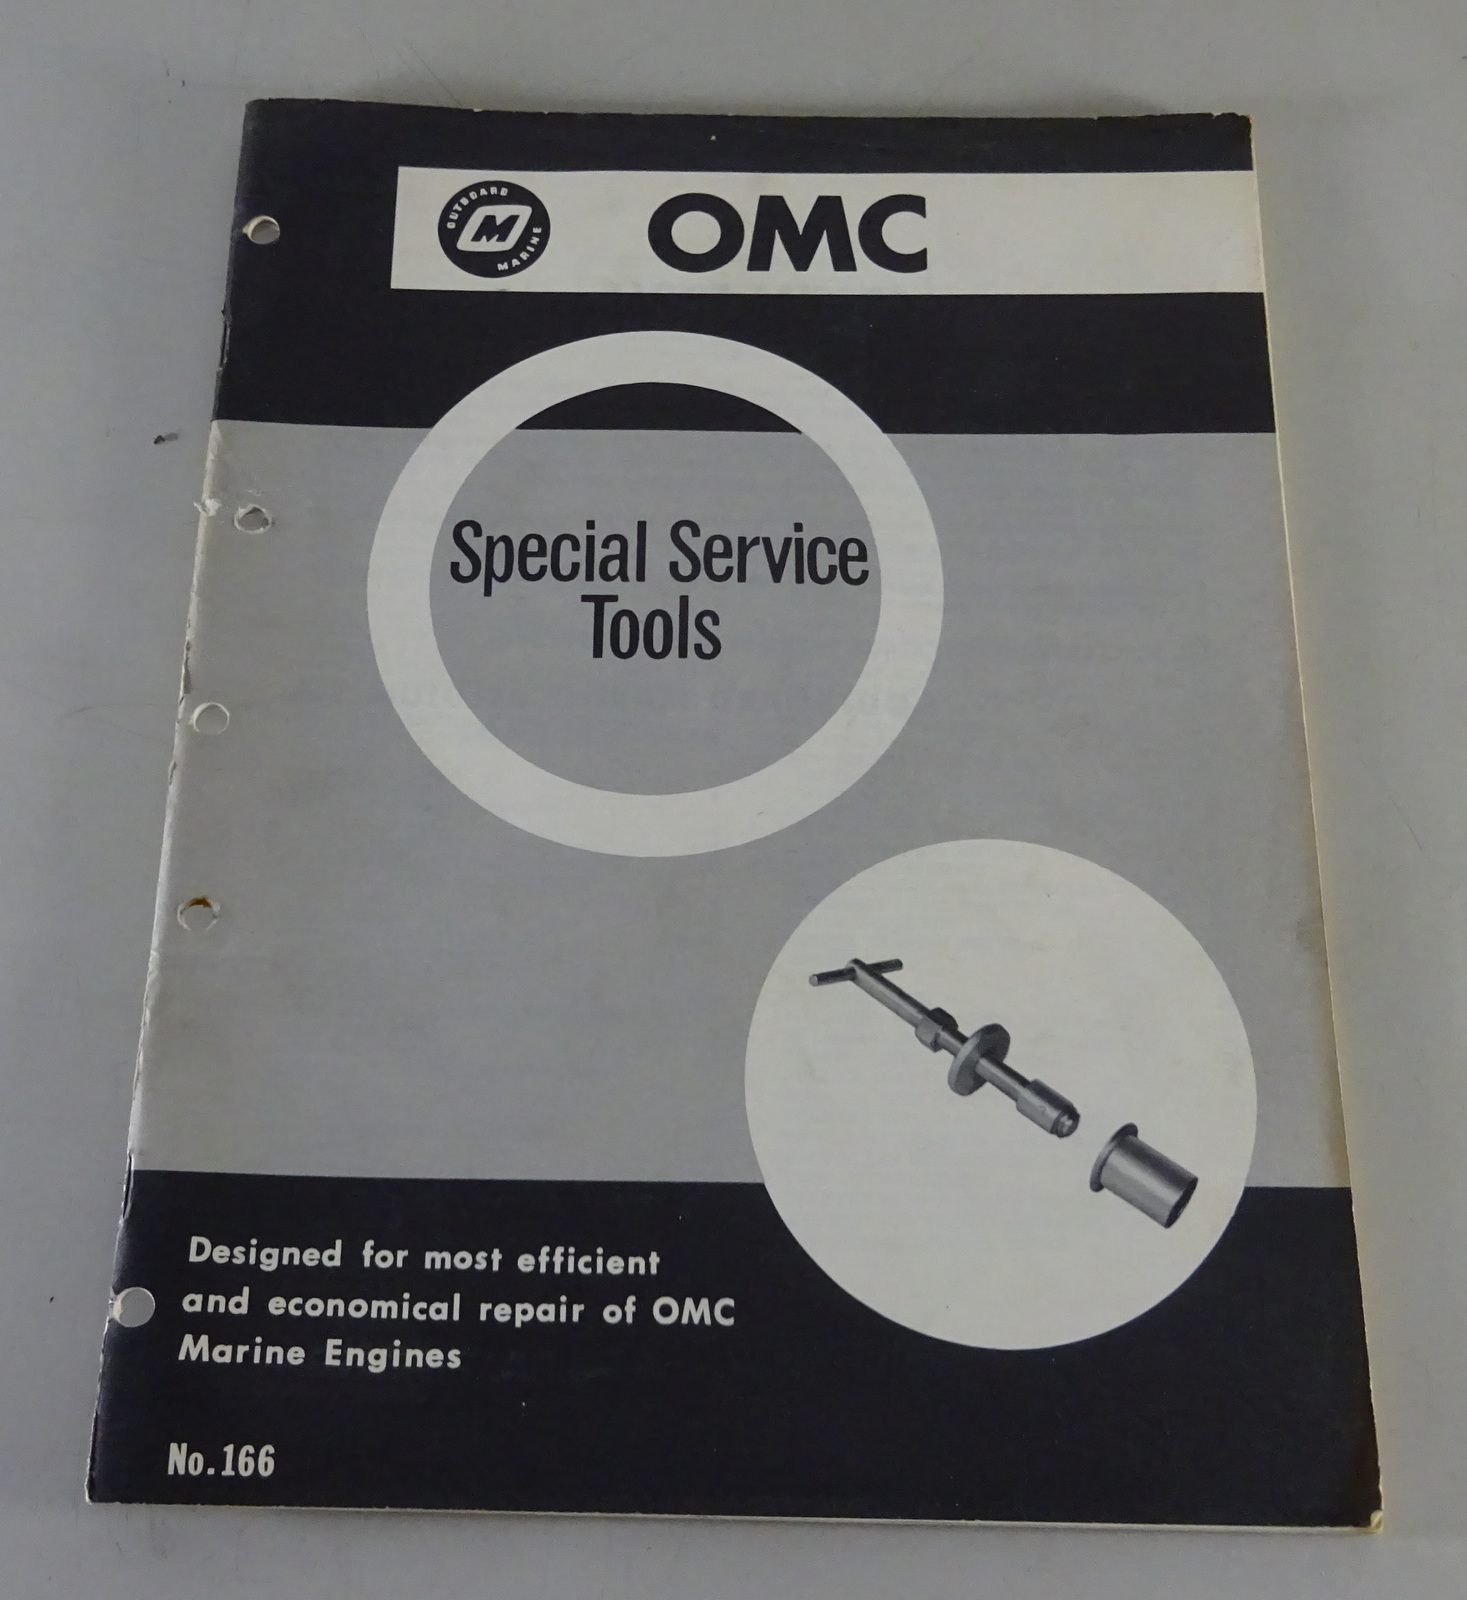 OUTBOARD
M
MARINE
OMC
Special Service
Tools
Designed for most efficient
and economical repair of OMC
Marine Engines
No. 166